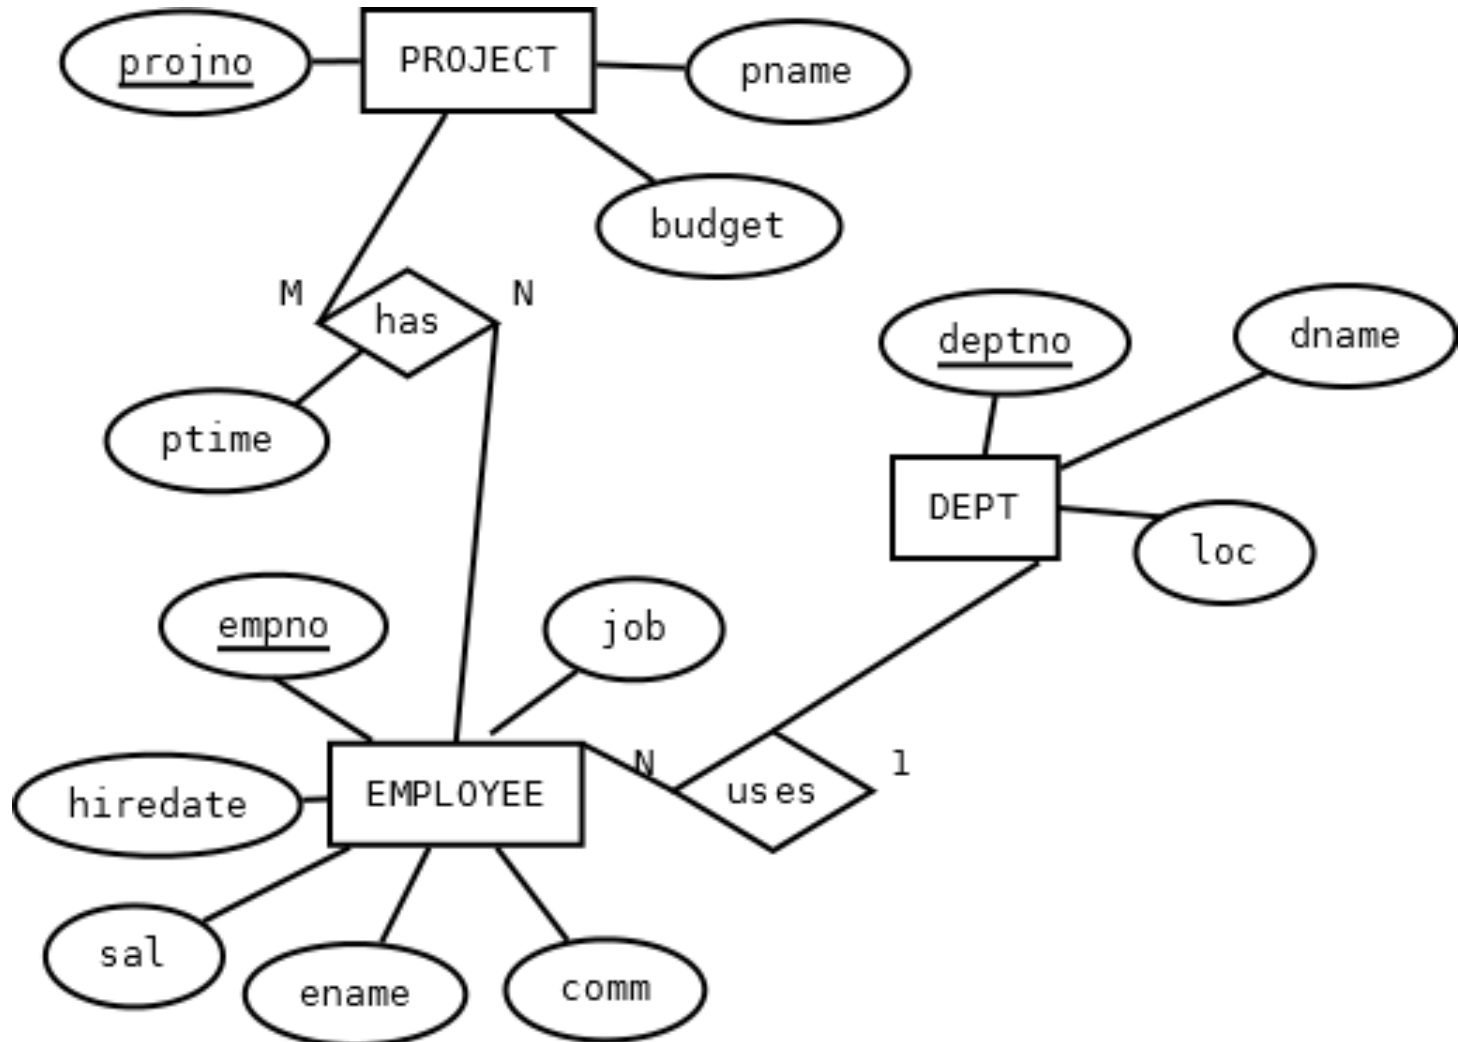 projno
PROJECT
pname
budget
M
has
N
ptime
deptno
dname
DEPT
loc
empno
job
hiredate
EMPLOYEE
N
uses
1
sal
ename
comm